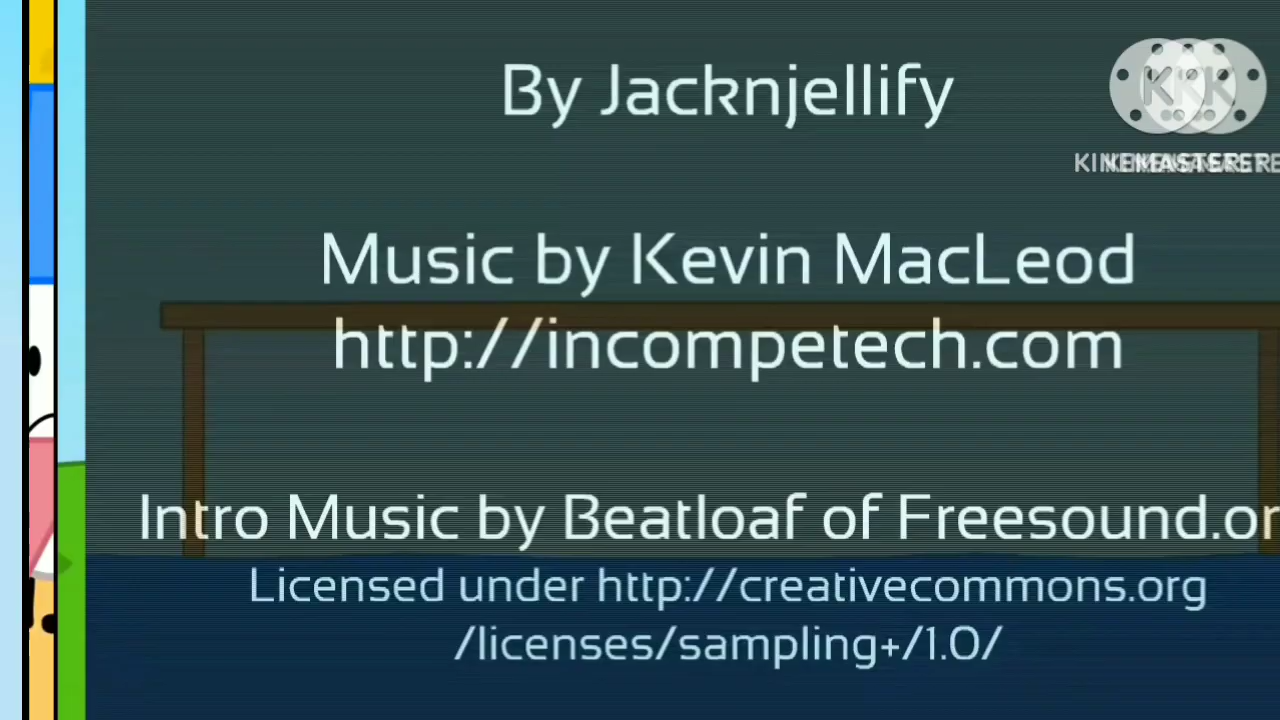 By Jacknjellify
Music by Kevin MacLeod
http://incompetech.com
Intro Music by Beatloaf of Freesound.or
Licensed under http://creativecommons.org
/licenses/sampling+/1.0/